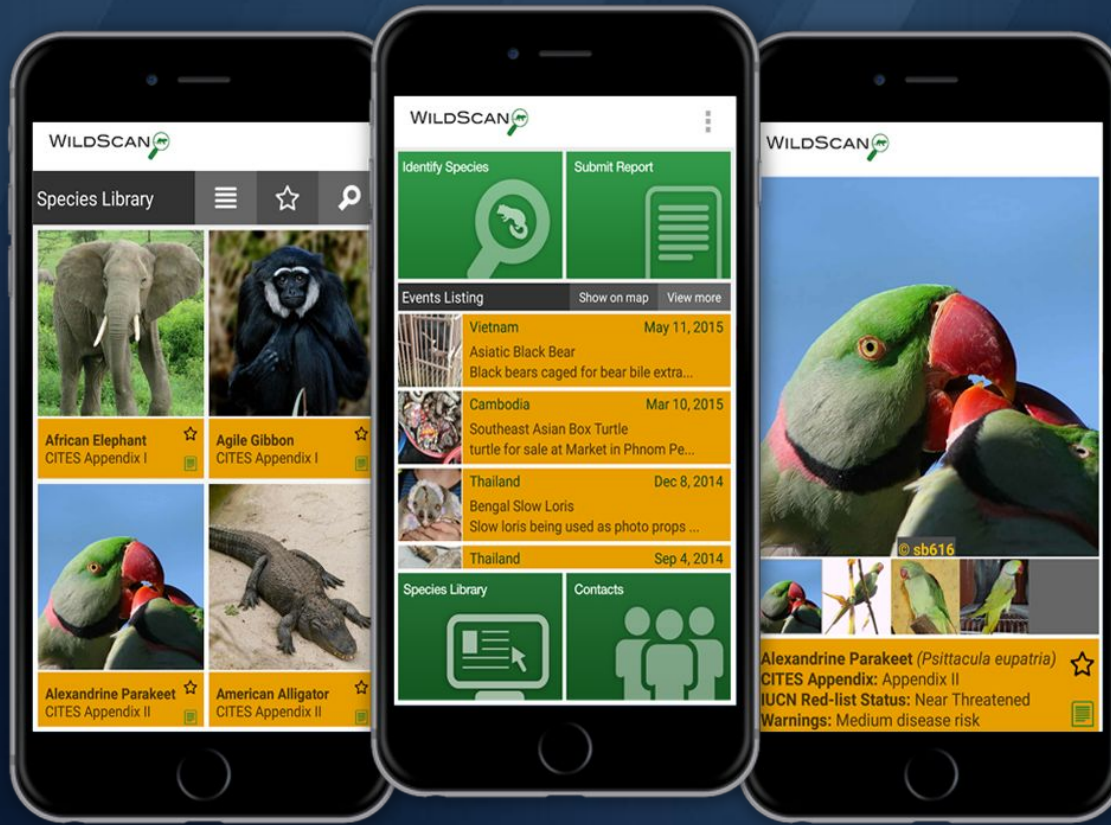 WILDSCAN
Species Library
African Elephant
CITES Appendix I
Agile Gibbon
CITES Appendix I
Alexandrine Parakeet
CITES Appendix II
American Alligator
CITES Appendix II
WILDSCAN
Identify Species
Submit Report
Events Listing
Show on map
View more
Vietnam
May 11, 2015
Asiatic Black Bear
Black bears caged for bear bile extra...
Cambodia
Mar 10, 2015
Southeast Asian Box Turtle
turtle for sale at Market in Phnom Pe...
Thailand
Dec 8, 2014
Bengal Slow Loris
Slow loris being used as photo props ...
Thailand
Sep 4, 2014
Species Library
Contacts
WILDSCAN
© sb616
Alexandrine Parakeet (Psittacula eupatria)
CITES Appendix: Appendix II
IUCN Red-list Status: Near Threatened
Warnings: Medium disease risk